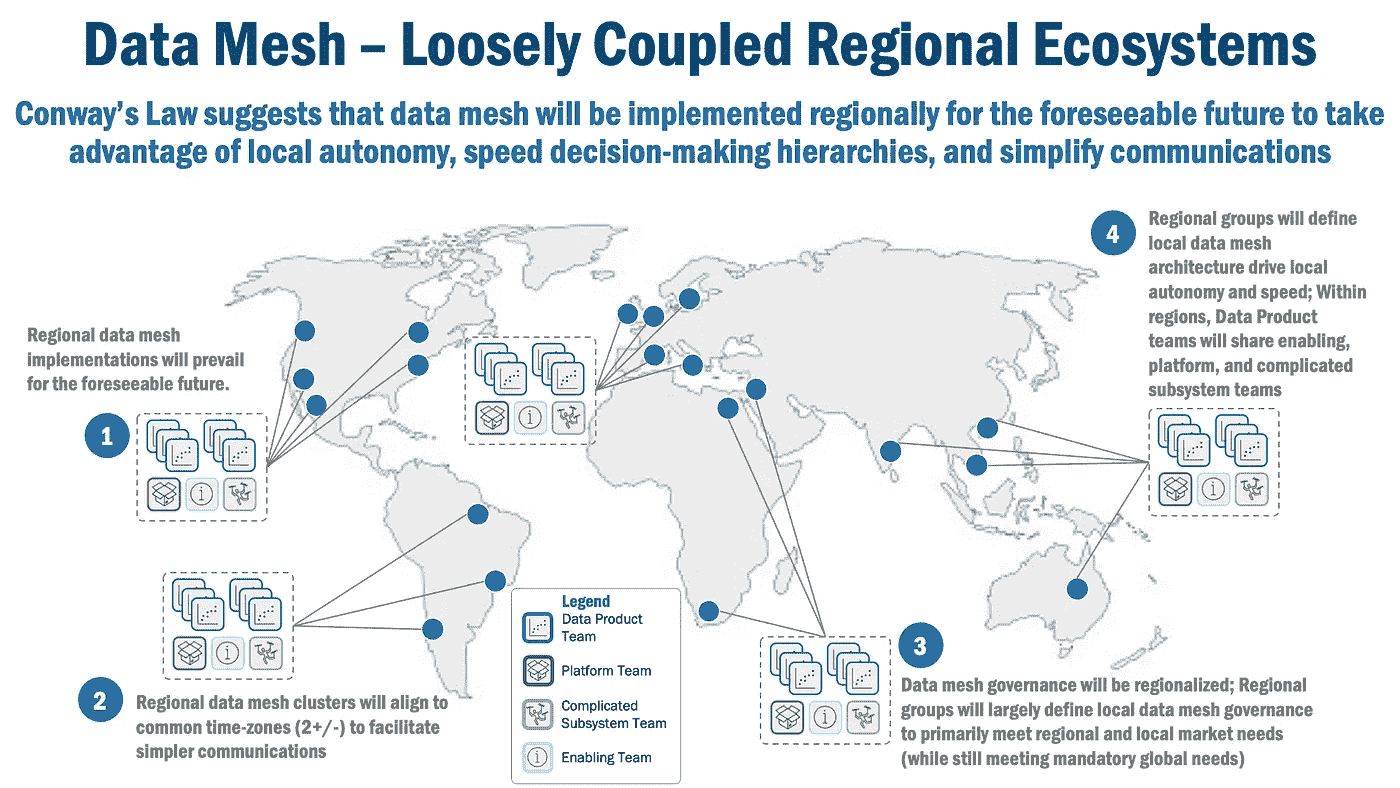 Data Mesh – Loosely Coupled Regional Ecosystems
Conway's Law suggests that data mesh will be implemented regionally for the foreseeable future to take
advantage of local autonomy, speed decision-making hierarchies, and simplify communications
Regional data mesh
implementations will prevail
for the foreseeable future.
1
2
Regional data mesh clusters will align to
common time-zones (2+/-) to facilitate
simpler communications
Legend
Data Product
Team
Platform Team
Complicated
Subsystem Team
Enabling Team
3
Data mesh governance will be regionalized; Regional
groups will largely define local data mesh governance
to primarily meet regional and local market needs
(while still meeting mandatory global needs)
4
Regional groups will define
local data mesh
architecture drive local
autonomy and speed; Within
regions, Data Product
teams will share enabling,
platform, and complicated
subsystem teams